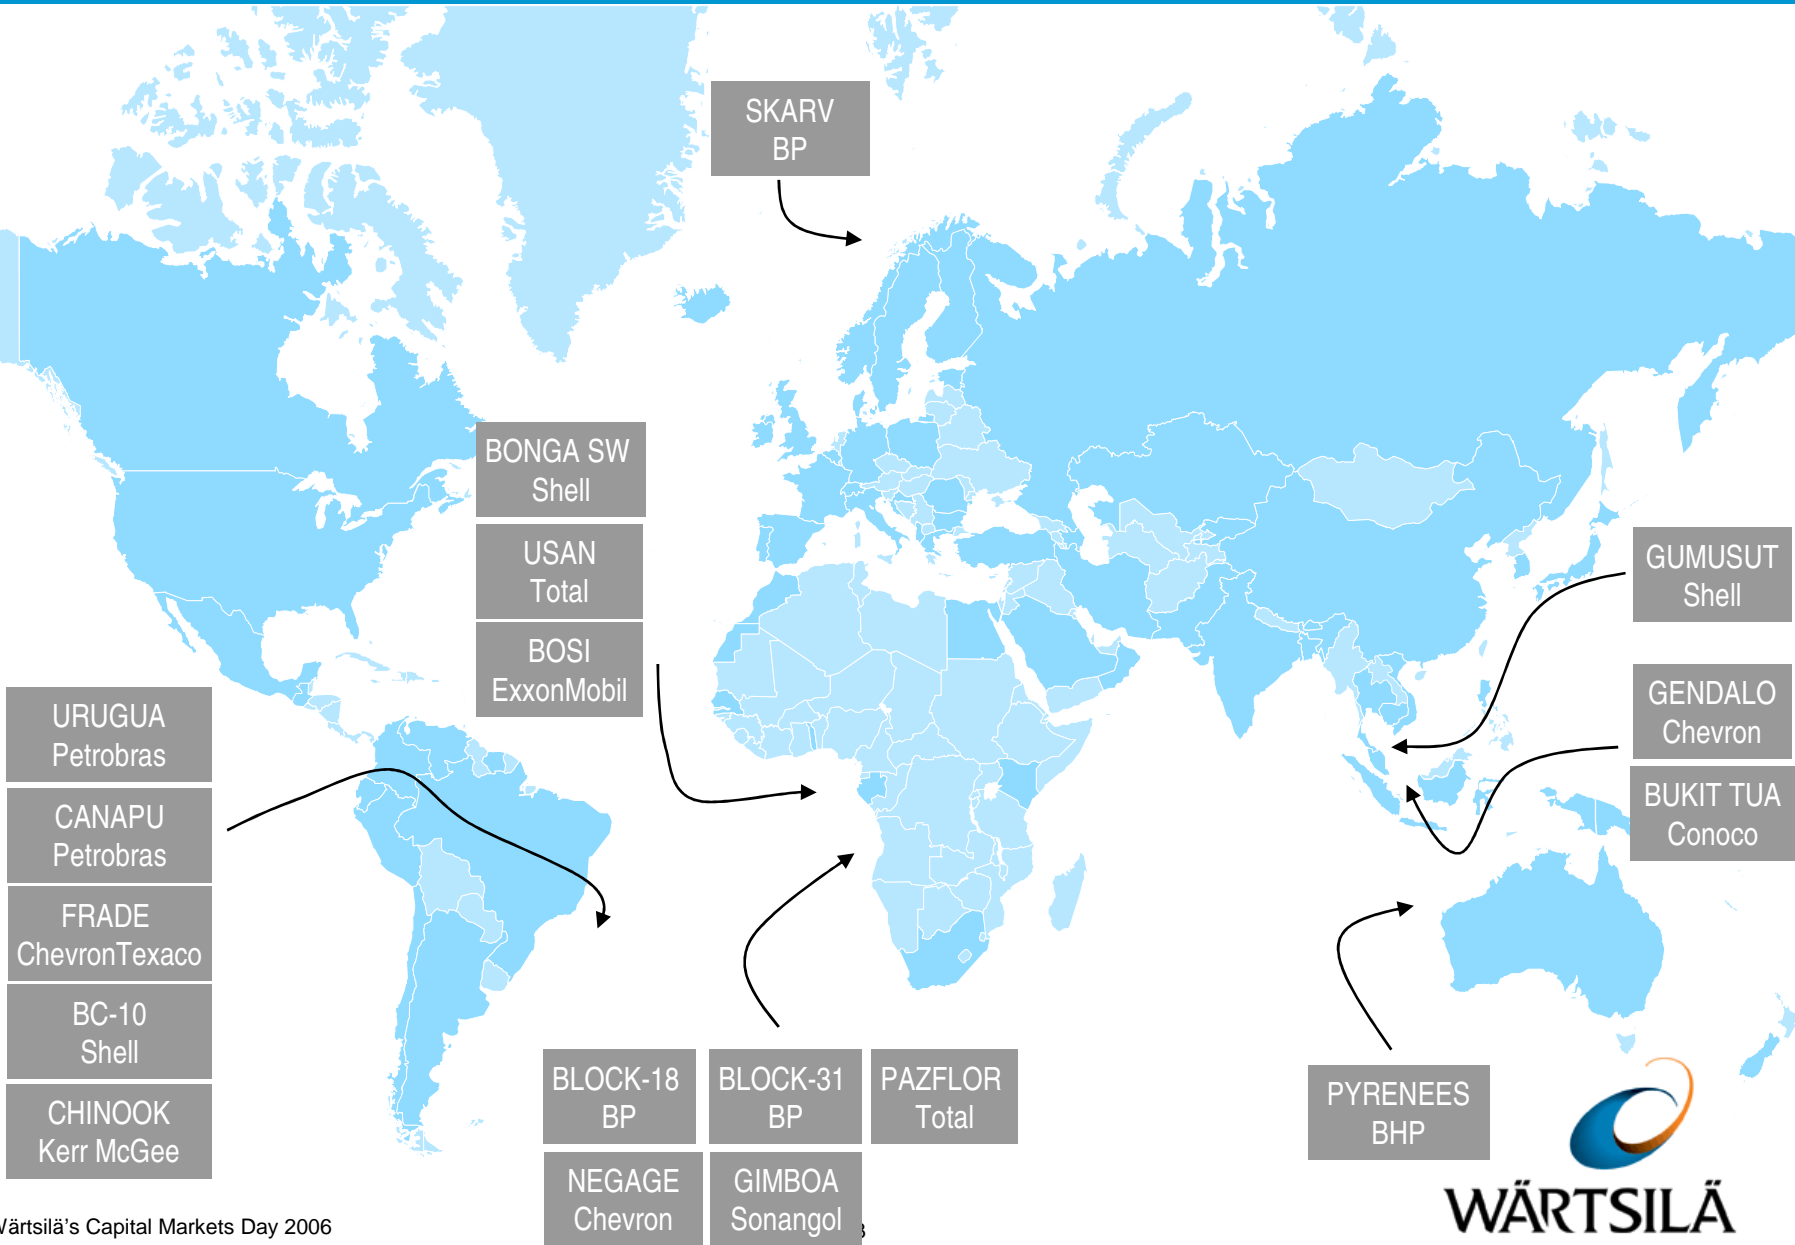 SKARV
BP
BONGA SW
Shell
USAN
Total
BOSI
ExxonMobil
GUMUSUT
Shell
GENDALO
Chevron
BUKIT TUA
Conoco
URUGUA
Petrobras
CANAPU
Petrobras
FRADE
ChevronTexaco
BC-10
Shell
CHINOOK
Kerr McGee
BLOCK-18
BP
BLOCK-31
BP
PAZFLOR
Total
NEGAGE
Chevron
GIMBOA
Sonangol
PYRENEES
BHP
WÄRTSILÄ
Wärtsilä's Capital Markets Day 2006